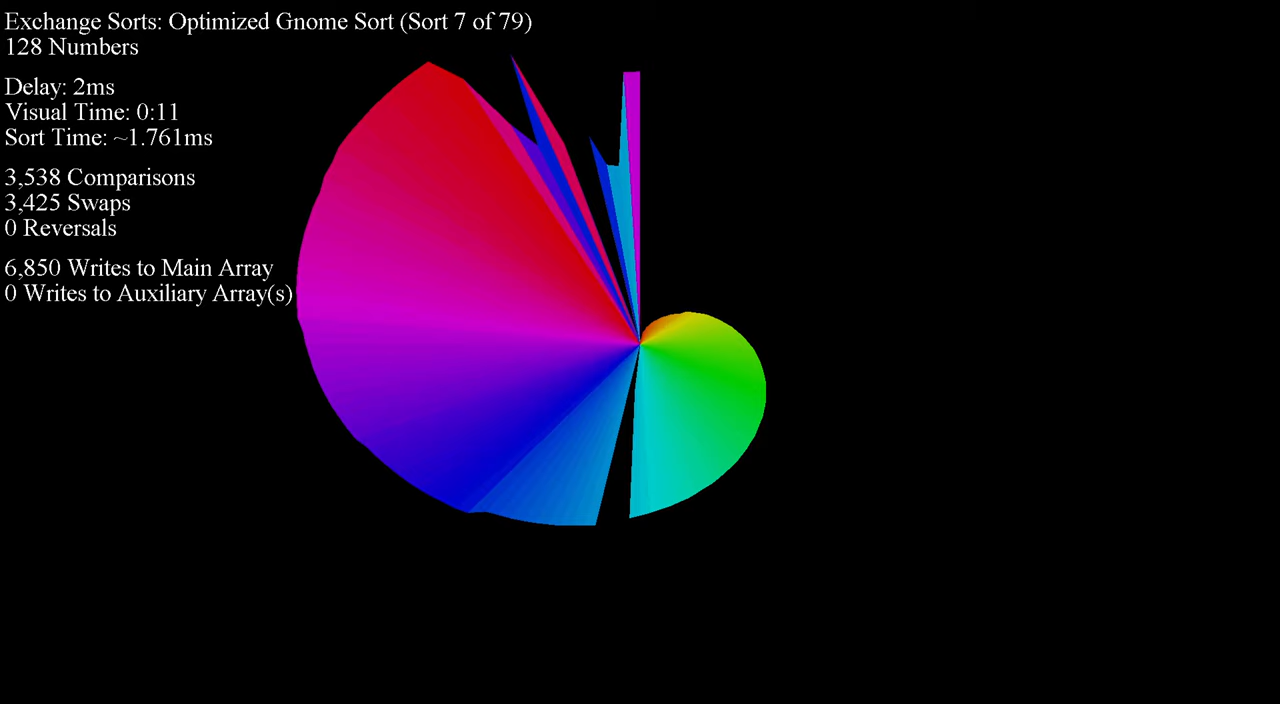 Exchange Sorts: Optimized Gnome Sort (Sort 7 of 79)
128 Numbers
Delay: 2ms
Visual Time: 0:11
Sort Time: ~1.761ms
3,538 Comparisons
3,425 Swaps
0 Reversals
6,850 Writes to Main Array
0 Writes to Auxiliary Array(s)